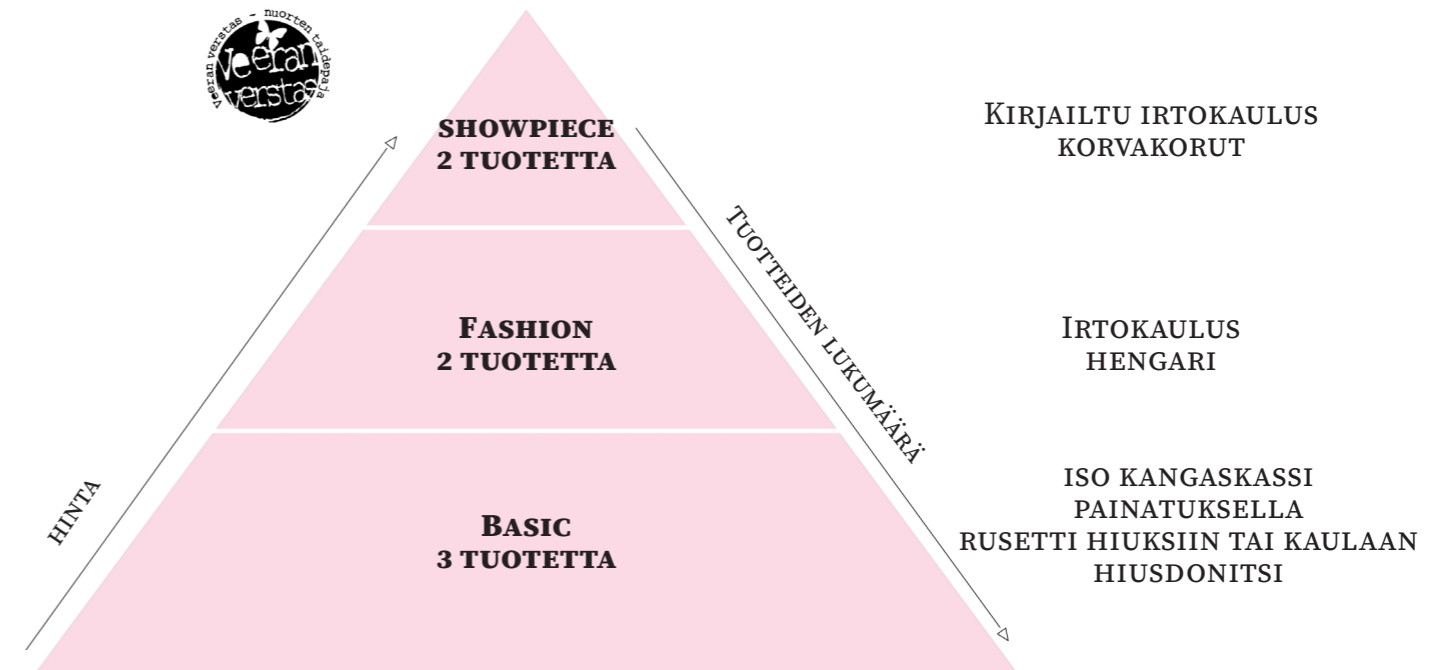 veeran verstas – nuorten taidepaja
veeran
verstas
SHOWPIECE
2 TUOTETTA
KIRJAILTU IRTOKAULUS
KORVAKORUT
TUOTTEIDEN LUKUMÄÄRÄ
FASHION
2 TUOTETTA
IRTOKAULUS
HENGARI
HINTA
BASIC
3 TUOTETTA
ISO KANGASKASSI
PAINATUKSELLA
RUSETTI HIUKSIIN TAI KAULAAN
HIUSDONITSI